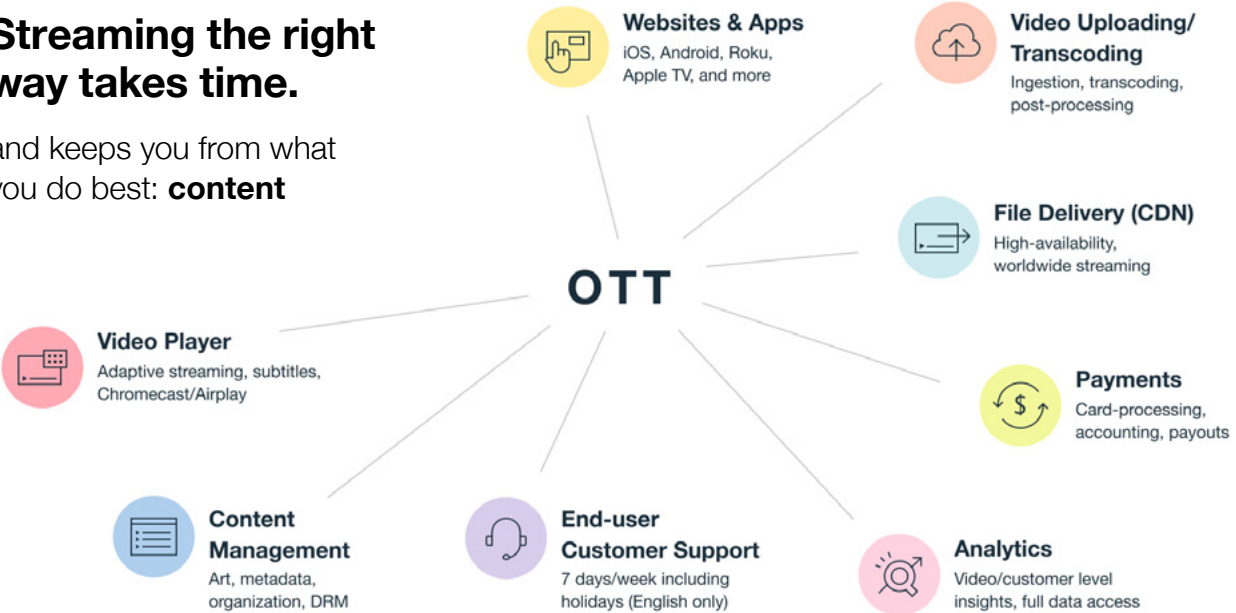 Streaming the right
way takes time.
and keeps you from what
you do best: content
Websites & Apps
iOS, Android, Roku,
Apple TV, and more
Video Uploading/
Transcoding
Ingestion, transcoding,
post-processing
File Delivery (CDN)
High-availability,
worldwide streaming
OTT
Video Player
Adaptive streaming, subtitles,
Chromecast/Airplay
$
Payments
Card-processing,
accounting, payouts
Content
Management
Art, metadata,
organization, DRM
End-user
Customer Support
7 days/week including
holidays (English only)
Analytics
Video/customer level
insights, full data access